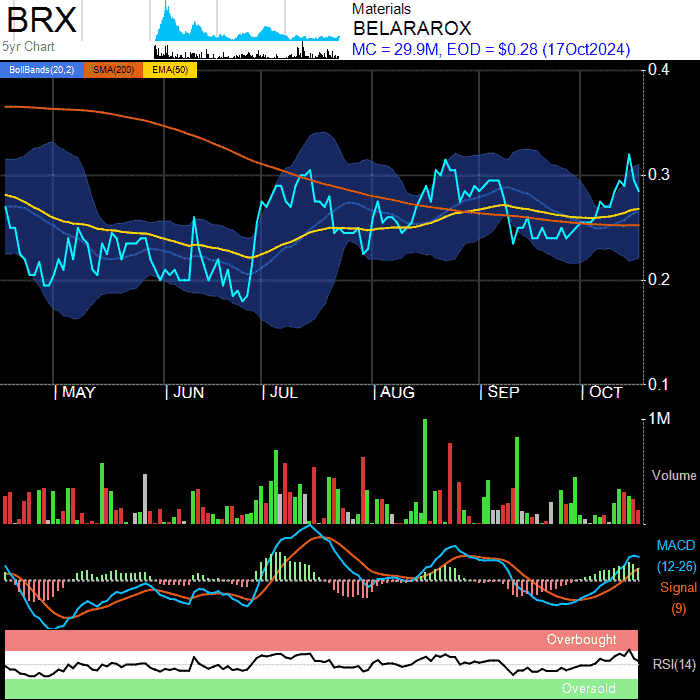 BRX
5yr Chart
Materials
BELARAROX
MC = 29.9M, EOD = $0.28 (17Oct2024)
BollBands(20,2) SMA(200) EMA(50)
0.4
0.3
0.2
0.1
MAY JUN JUL AUG SEP OCT
1M
Volume
MACD
(12-26)
Signal
(9)
Overbought
RSI(14)
Oversold